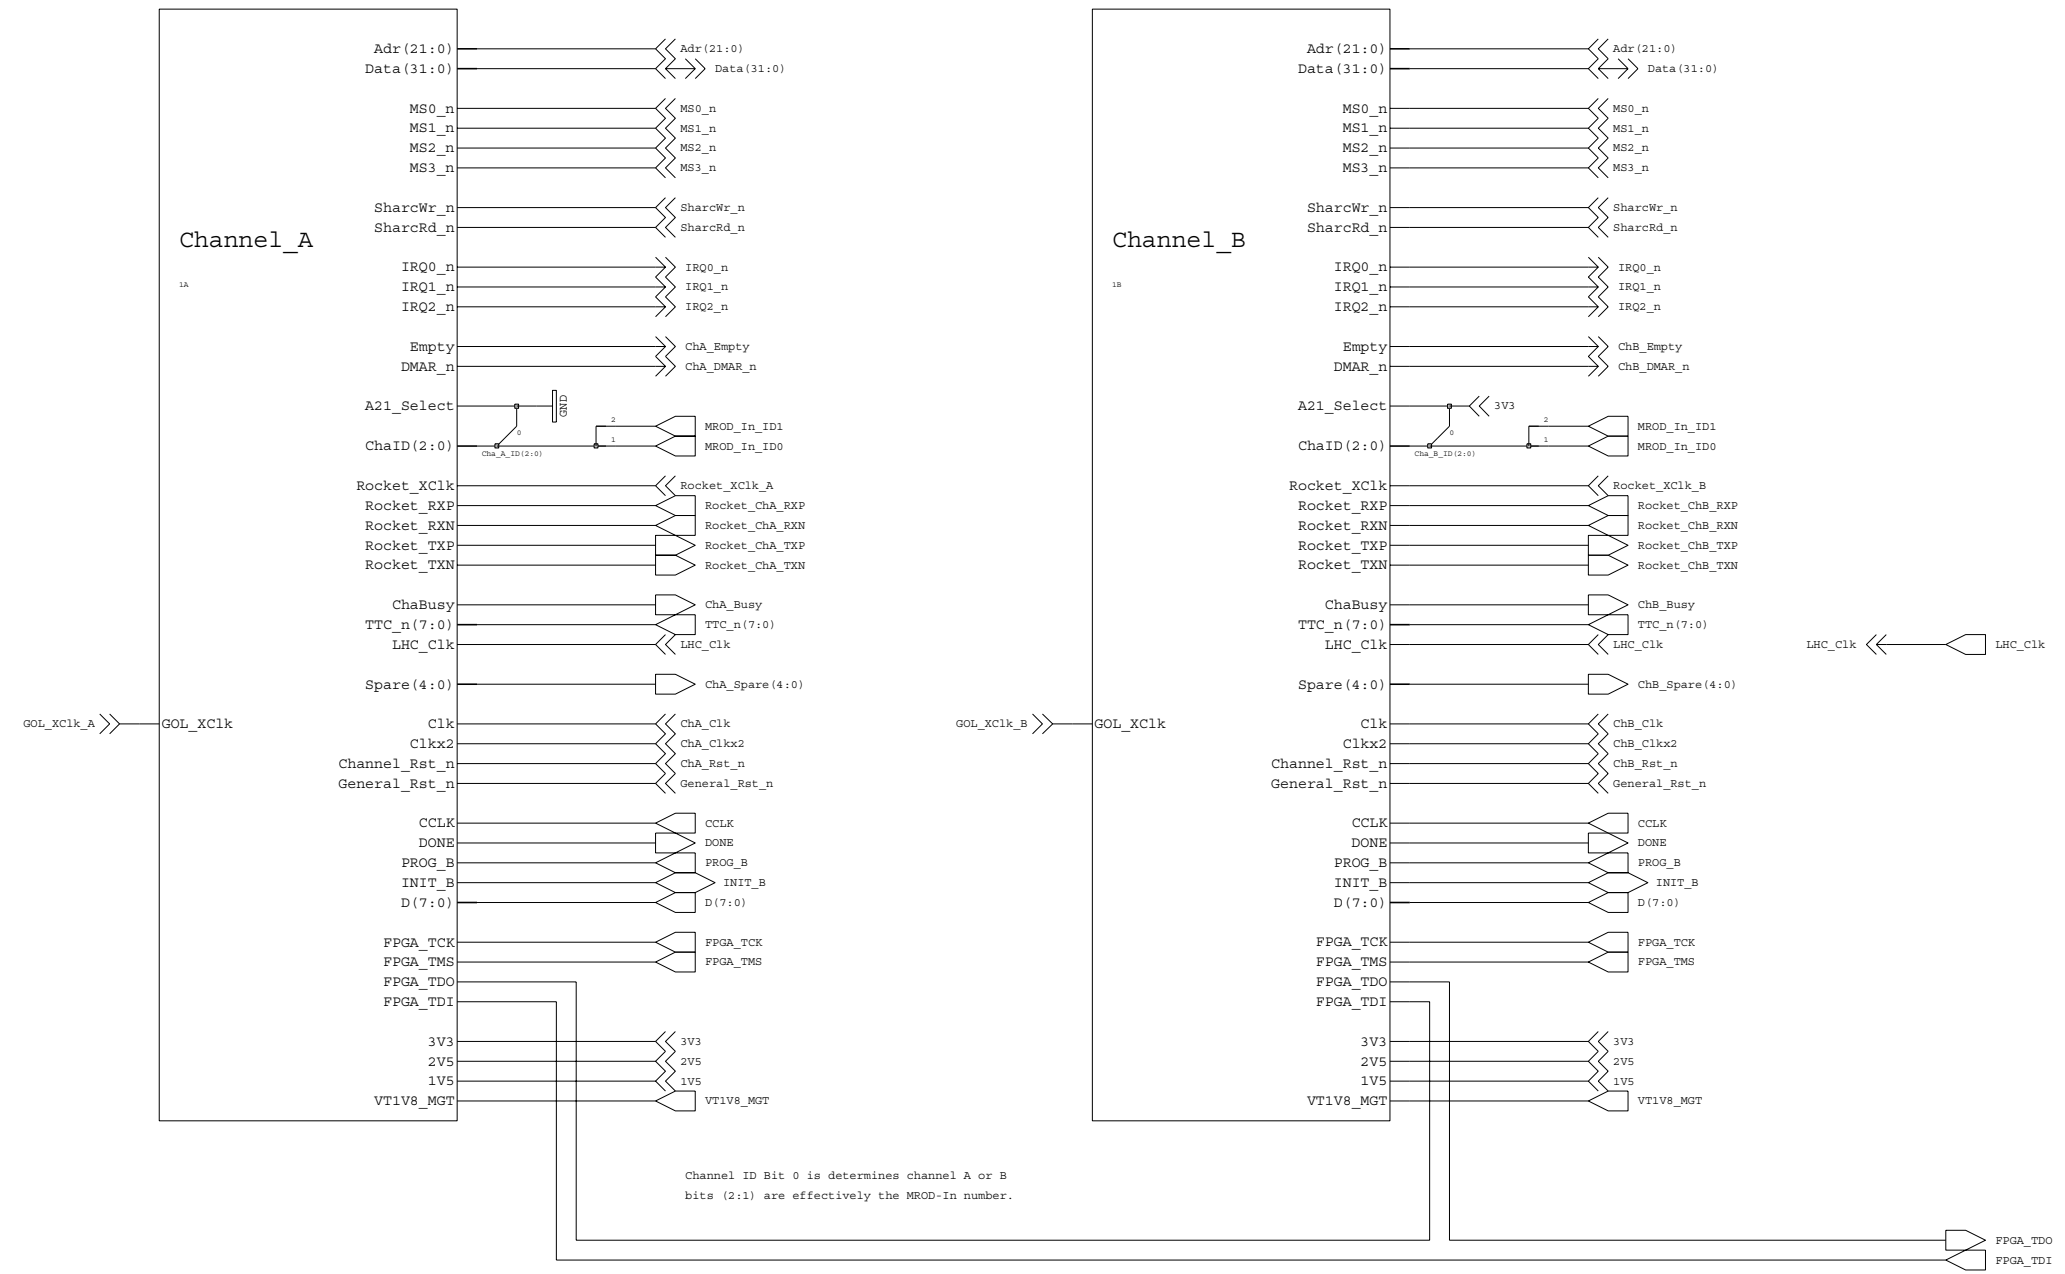 Adr(21:0) Adr(21:0)
Data(31:0) Data(31:0)
MS0_n MS0_n
MS1_n MS1_n
MS2_n MS2_n
MS3_n MS3_n
SharcWr_n SharcWr_n
SharcRd_n SharcRd_n
Channel_A
IRQ0_n IRQ0_n
1A
IRQ1_n IRQ1_n
IRQ2_n IRQ2_n
Empty ChA_Empty
DMAR_n ChA_DMAR_n
A21_Select GND
2 MROD_In_ID1
0
ChaID(2:0) 1 MROD_In_ID0
Cha_A_ID(2:0)
Rocket_XClk Rocket_XClk_A
Rocket_RXP Rocket_ChA_RXP
Rocket_RXN Rocket_ChA_RXN
Rocket_TXP Rocket_ChA_TXP
Rocket_TXN Rocket_ChA_TXN
ChaBusy ChA_Busy
TTC_n(7:0) TTC_n(7:0)
LHC_Clk LHC_Clk
Spare(4:0) ChA_Spare(4:0)
GOL_XClk_A GOL_XClk Clk ChA_Clk
Clkx2 ChA_Clkx2
Channel_Rst_n ChA_Rst_n
General_Rst_n General_Rst_n
CCLK CCLK
DONE DONE
PROG_B PROG_B
INIT_B INIT_B
D(7:0) D(7:0)
FPGA_TCK FPGA_TCK
FPGA_TMS FPGA_TMS
FPGA_TDO
FPGA_TDI
3V3 3V3
2V5 2V5
1V5 1V5
VT1V8_MGT VT1V8_MGT
Adr(21:0) Adr(21:0)
Data(31:0) Data(31:0)
MS0_n MS0_n
MS1_n MS1_n
MS2_n MS2_n
MS3_n MS3_n
SharcWr_n SharcWr_n
SharcRd_n SharcRd_n
Channel_B
IRQ0_n IRQ0_n
1B
IRQ1_n IRQ1_n
IRQ2_n IRQ2_n
Empty ChB_Empty
DMAR_n ChB_DMAR_n
A21_Select 3V3
2 MROD_In_ID1
0
ChaID(2:0) 1 MROD_In_ID0
Cha_B_ID(2:0)
Rocket_XClk Rocket_XClk_B
Rocket_RXP Rocket_ChB_RXP
Rocket_RXN Rocket_ChB_RXN
Rocket_TXP Rocket_ChB_TXP
Rocket_TXN Rocket_ChB_TXN
ChaBusy ChB_Busy
TTC_n(7:0) TTC_n(7:0)
LHC_Clk LHC_Clk
LHC_Clk LHC_Clk
Spare(4:0) ChB_Spare(4:0)
GOL_XClk_B GOL_XClk Clk ChB_Clk
Clkx2 ChB_Clkx2
Channel_Rst_n ChB_Rst_n
General_Rst_n General_Rst_n
CCLK CCLK
DONE DONE
PROG_B PROG_B
INIT_B INIT_B
D(7:0) D(7:0)
FPGA_TCK FPGA_TCK
FPGA_TMS FPGA_TMS
FPGA_TDO
FPGA_TDI
3V3 3V3
2V5 2V5
1V5 1V5
VT1V8_MGT VT1V8_MGT
Channel ID Bit 0 is determines channel A or B
bits (2:1) are effectively the MROD-In number.
FPGA_TDO
FPGA_TDI